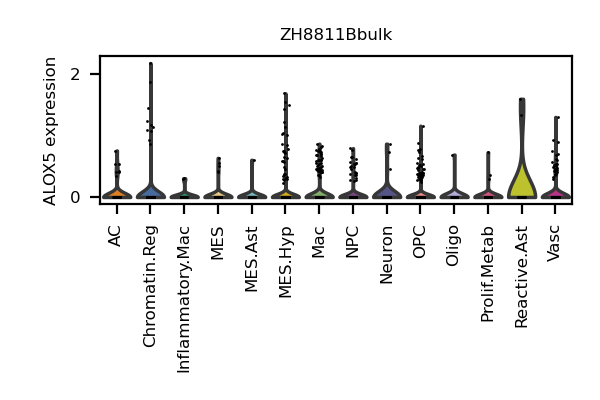 ZH8811Bbulk
ALOX5 expression
2
0
AC
Chromatin.Reg
Inflammatory.Mac
MES
MES.Ast
MES.Hyp
Mac
NPC
Neuron
OPC
Oligo
Prolif.Metab
Reactive.Ast
Vasc